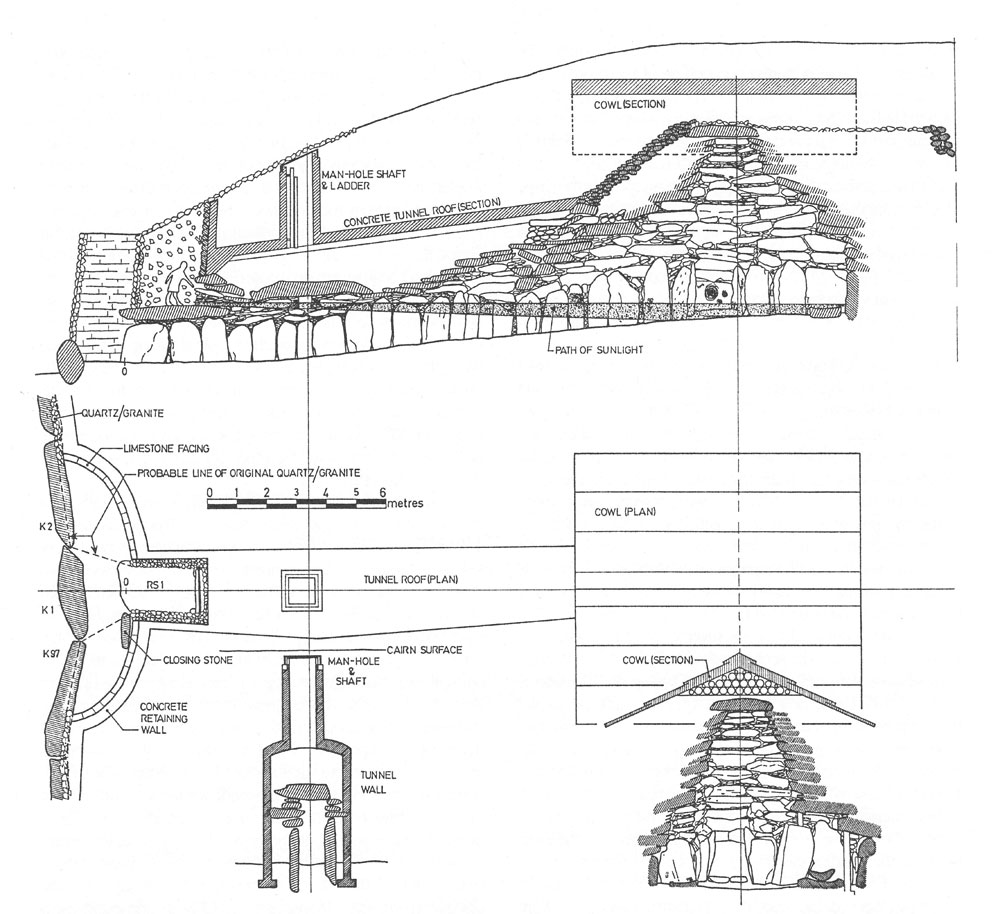 COWL(SECTION)
MAN-HOLE SHAFT
& LADDER
CONCRETE TUNNEL ROOF(SECTION)
PATH OF SUNLIGHT
0
QUARTZ/GRANITE
LIMESTONE FACING
PROBABLE LINE OF ORIGINAL QUARTZ/GRANITE
0 1 2 3 4 5 6
metres
COWL (PLAN)
K2
TUNNEL ROOF(PLAN)
0
RS1
K1
K97
CLOSING STONE
CAIRN SURFACE
MAN-HOLE
&
SHAFT
COWL(SECTION)
CONCRETE
RETAINING
WALL
TUNNEL
WALL